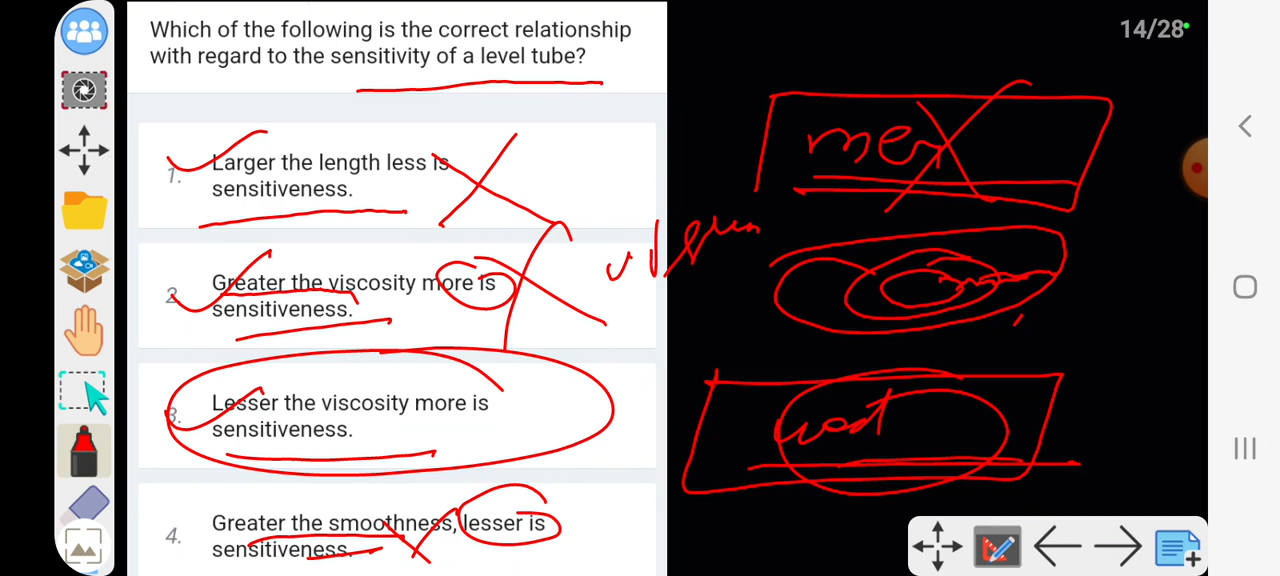 Which of the following is the correct relationship
with regard to the sensitivity of a level tube?
14/28
1. Larger the length less is
sensitiveness.
2. Greater the viscosity more is
sensitiveness.
3. Lesser the viscosity more is
sensitiveness.
4. Greater the smoothness, lesser is
sensitiveness.